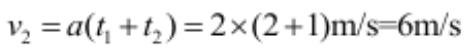 v₂ = a(t₁ + t₂) = 2×(2+1)m/s=6m/s